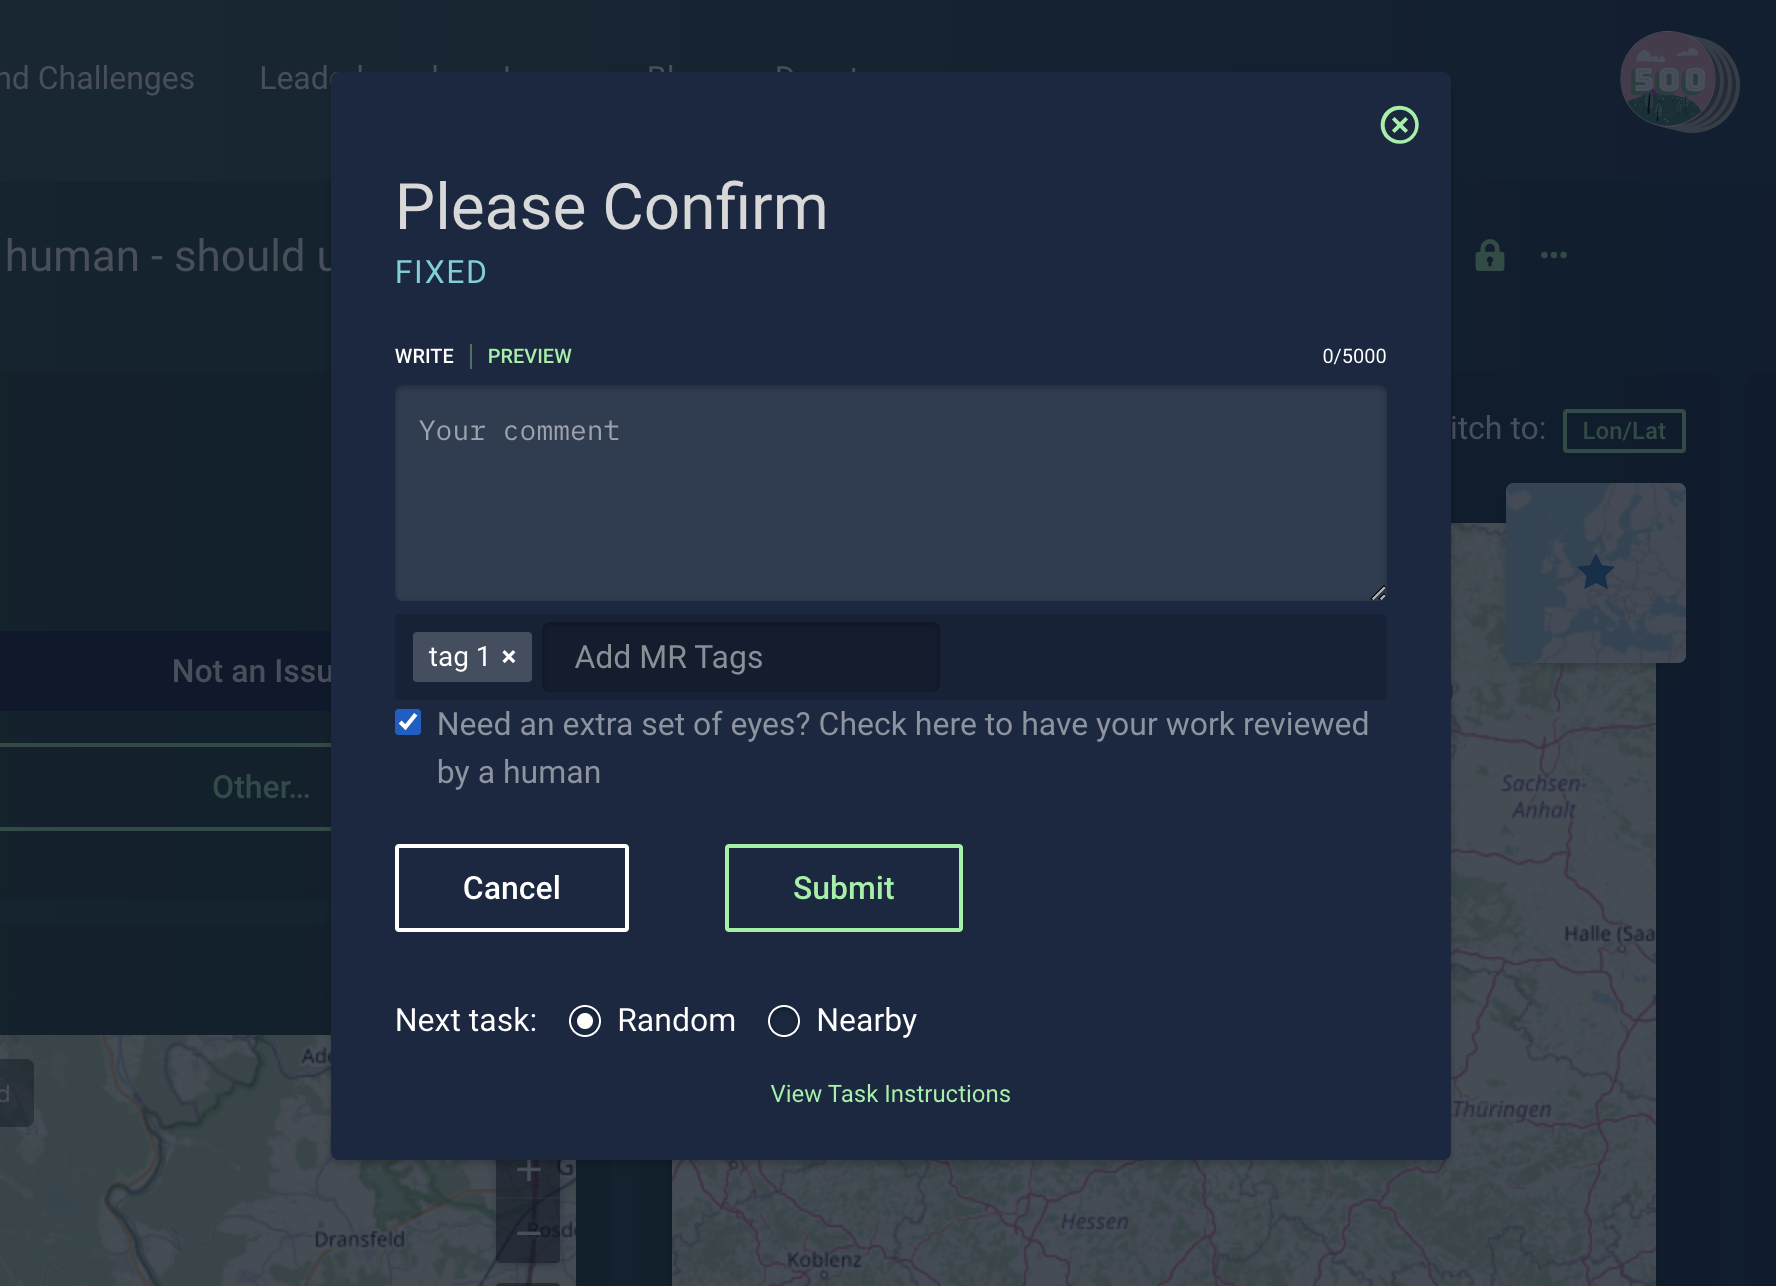 nd Challenges
500
human - should u
Please Confirm
FIXED
WRITE | PREVIEW
0/5000
Your comment
itch to:
Lon/Lat
tag 1 ×
Add MR Tags
Not an Issu
Need an extra set of eyes? Check here to have your work reviewed
by a human
Other...
Sachsen-
Anhalt
Cancel
Submit
Halle (Saa
Next task:
Random
Nearby
View Task Instructions
Thüringen
Dransfeld
Hessen
Koblenz